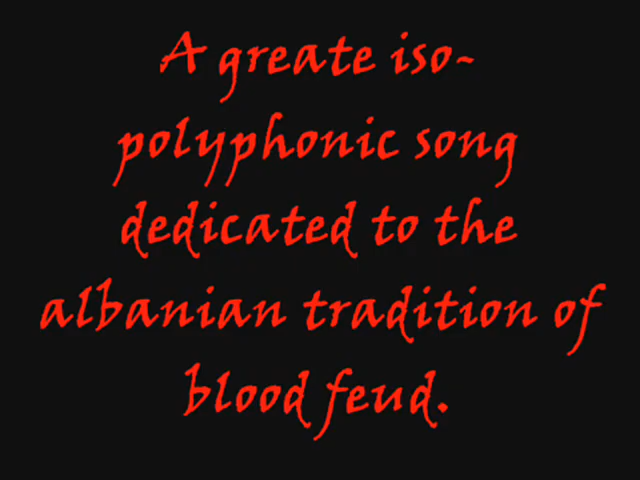 A greate iso-
polyphonic song
dedicated to the
albanian tradition of
blood feud.